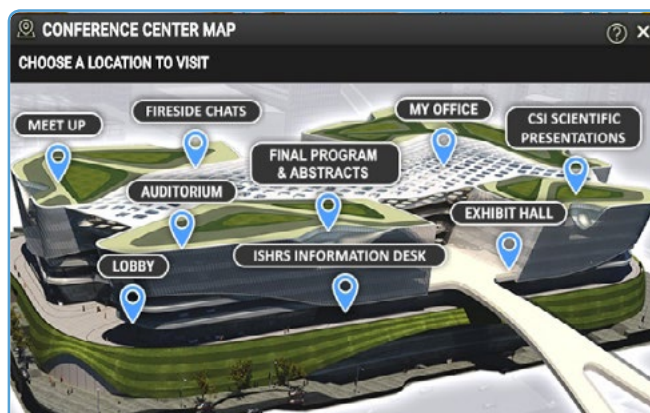 CONFERENCE CENTER MAP
CHOOSE A LOCATION TO VISIT
MEET UP
FIRESIDE CHATS
MY OFFICE
CSI SCIENTIFIC
PRESENTATIONS
AUDITORIUM
FINAL PROGRAM
& ABSTRACTS
EXHIBIT HALL
LOBBY
ISHRS INFORMATION DESK